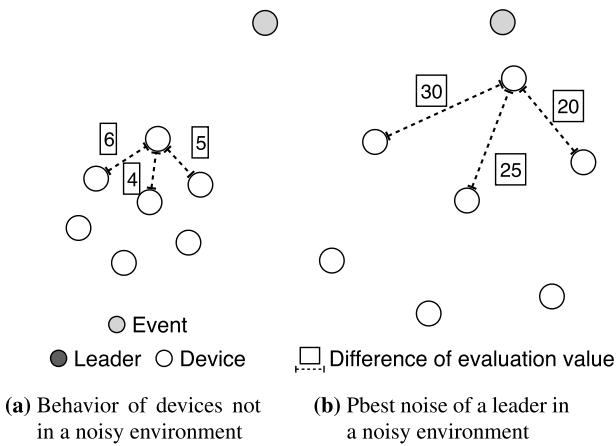 30
20
6
5
4
25
Event
Leader Device Difference of evaluation value
(a) Behavior of devices not
in a noisy environment
(b) Pbest noise of a leader in
a noisy environment